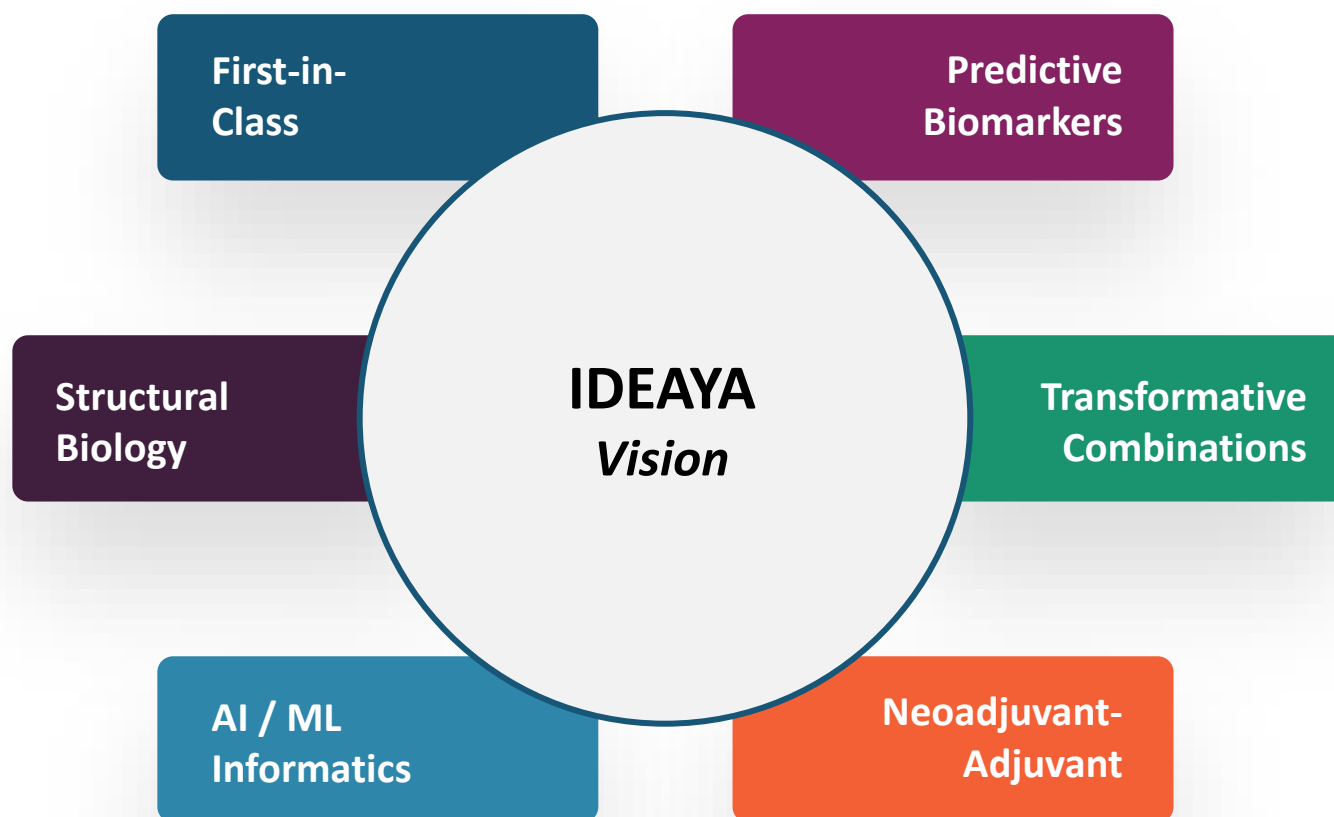 First-in-
Class
Predictive
Biomarkers
Structural
Biology
IDEAYA
Vision
Transformative
Combinations
AI / ML
Informatics
Neoadjuvant-
Adjuvant